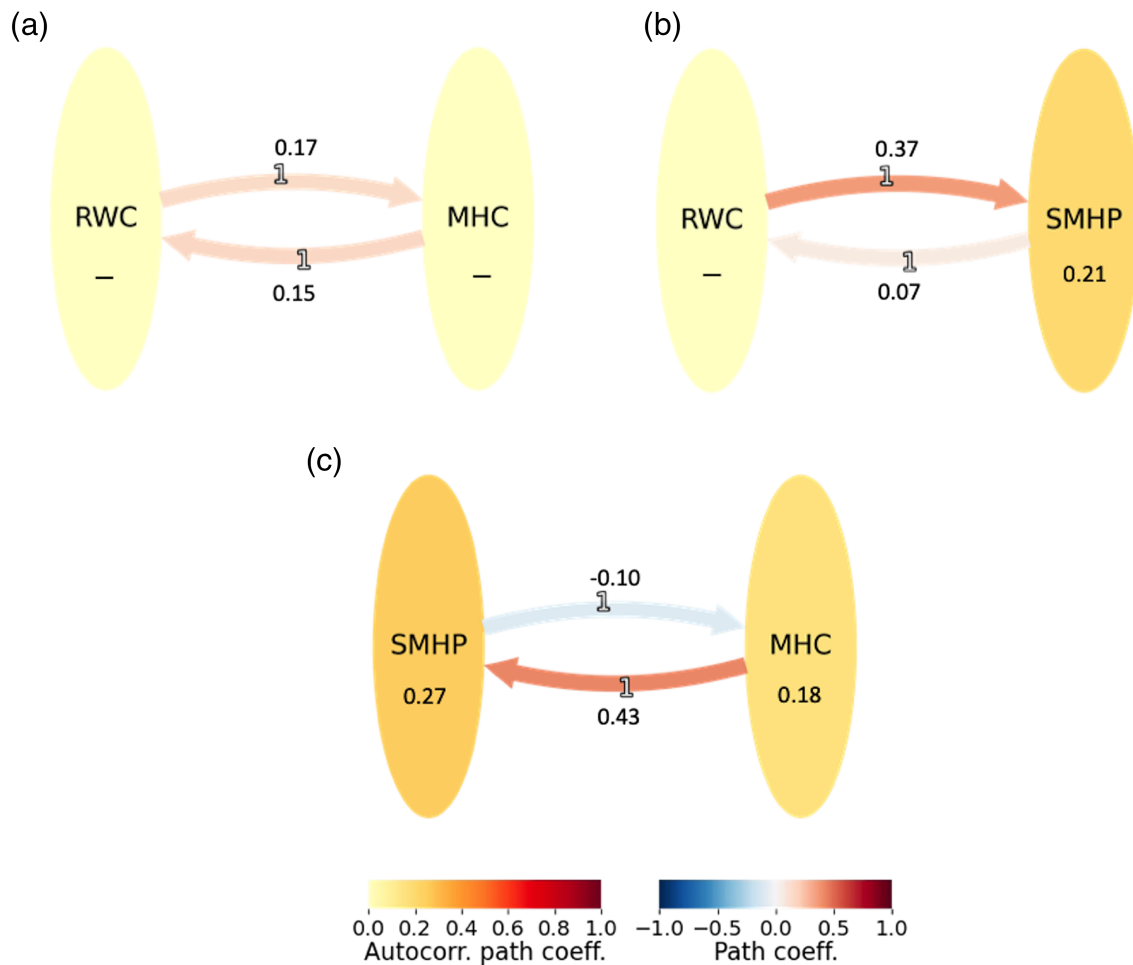 (a)
(b)
0.17
1
RWC
–
MHC
–
1
0.15
0.37
1
RWC
–
SMHP
0.21
1
0.07
(c)
-0.10
1
SMHP
0.27
MHC
0.18
1
0.43
0.0 0.2 0.4 0.6 0.8 1.0
Autocorr. path coeff.
−1.0 −0.5 0.0 0.5 1.0
Path coeff.